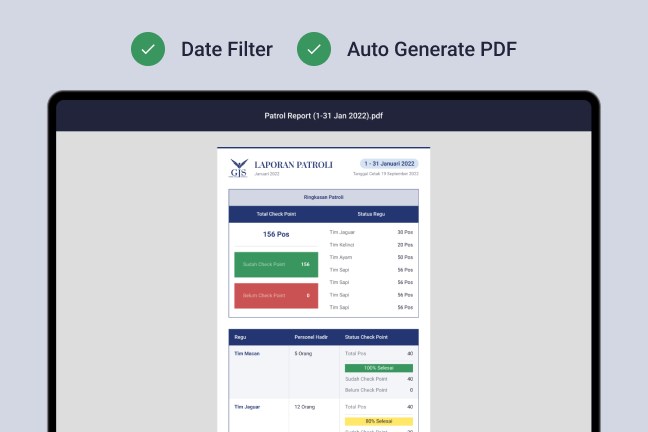 Date Filter
Auto Generate PDF
Patrol Report (1-31 Jan 2022).pdf
GJS
LAPORAN PATROLI
Januari 2022
1 - 31 Januari 2022
Tanggal Cetak 15 September 2022
Ringkasan Patroli
Total Check Point
Status Regu
156 Pos
Sudah Check Point 156
Belum Check Point 0
Tim Jaguar 30 Pos
Tim Kelinci 20 Pos
Tim Ayam 50 Pos
Tim Sapi 56 Pos
Tim Sapi 56 Pos
Tim Sapi 56 Pos
Tim Sapi 56 Pos
Regu Personel Hadir Status Check Point
Tim Macan 5 Orang Total Pos 40
100% Selesai
Sudah Check Point 40
Belum Check Point 0
Tim Jaguar 12 Orang Total Pos 40
80% Selesai